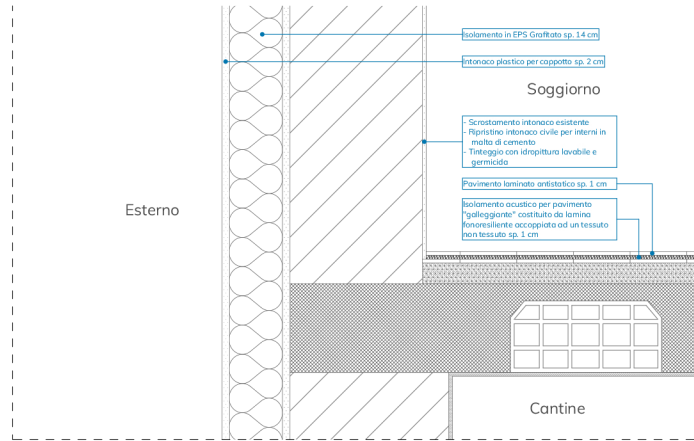 Isolamento in EPS Grafitato sp. 14 cm
Intonaco plastico per cappotto sp. 2 cm
Soggiorno
- Scrostamento intonaco esistente
- Ripristino intonaco civile per interni in
malta di cemento
- Tinteggio con idropittura lavabile e
germicida
Pavimento laminato antistatico sp. 1 cm
Isolamento acustico per pavimento
"galleggiante" costituito da lamina
fonoresiliente accoppiata ad un tessuto
non tessuto sp. 1 cm
Esterno
Cantine